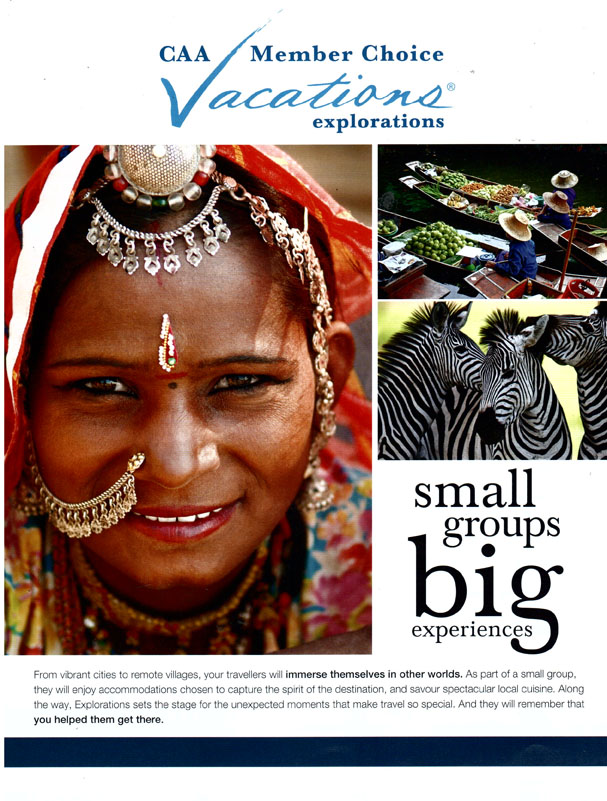 CAA Member Choice
Vacations®
explorations
small
groups
big
experiences
From vibrant cities to remote villages, your travellers will immerse themselves in other worlds. As part of a small group,
they will enjoy accommodations chosen to capture the spirit of the destination, and savour spectacular local cuisine. Along
the way, Explorations sets the stage for the unexpected moments that make travel so special. And they will remember that
you helped them get there.